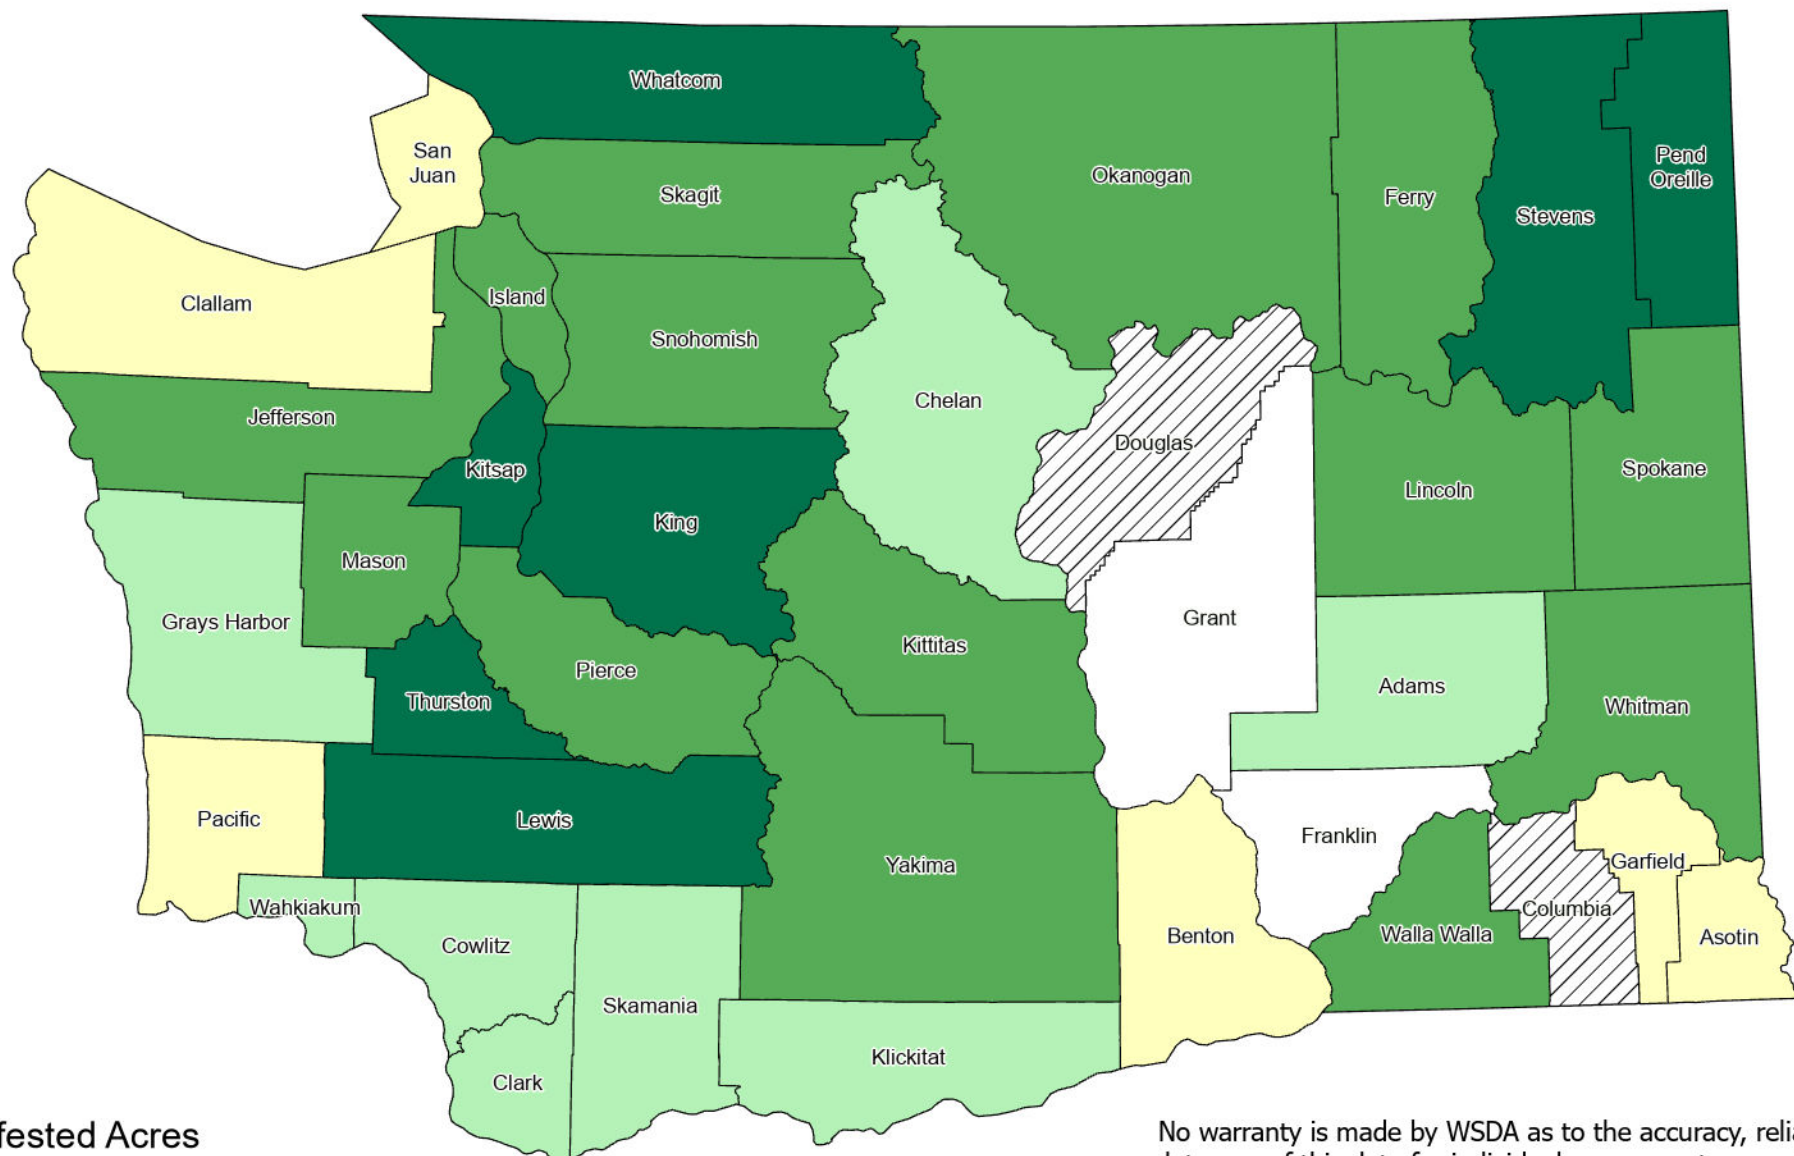 Whatcom
San
Juan
Skagit
Okanogan
Ferry
Stevens
Pend
Oreille
Clallam
Island
Snohomish
Chelan
Jefferson
Kitsap
Douglas
Lincoln
Spokane
King
Mason
Grays Harbor
Kittitas
Grant
Adams
Pierce
Thurston
Whitman
Pacific
Lewis
Yakima
Franklin
Garfield
Wahkiakum
Columbia
Walla Walla
Benton
Asotin
Cowlitz
Skamania
Klickitat
Clark
fested Acres
No warranty is made by WSDA as to the accuracy, relia